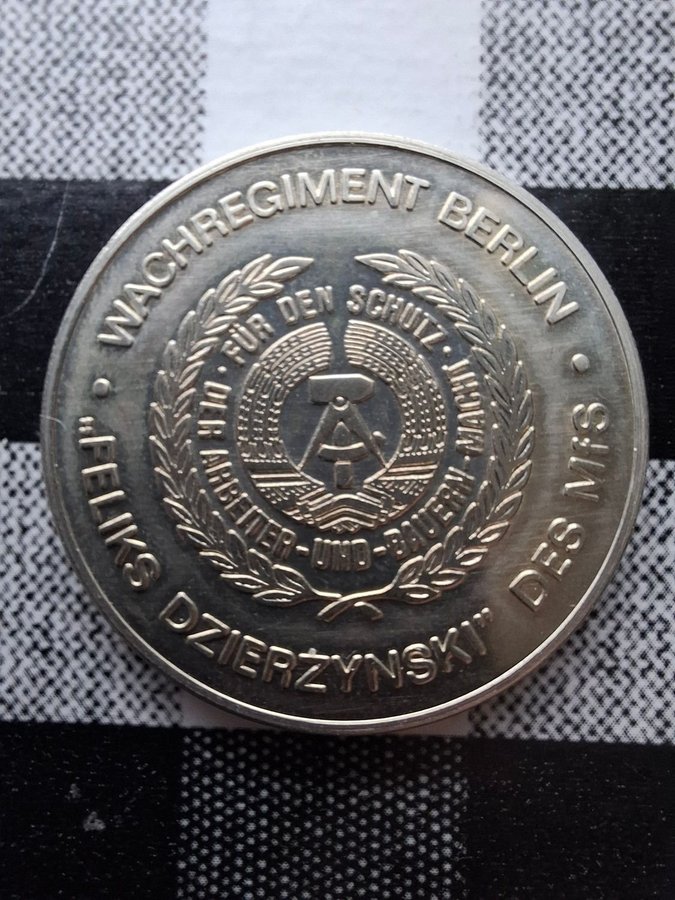 • WACHREGIMENT BERLIN •
„FELIKS DZIERŻYNSKI” DES MfS
FÜR DEN SCHUTZ • DER ARBEITER-UND-BAUERN-MACHT •